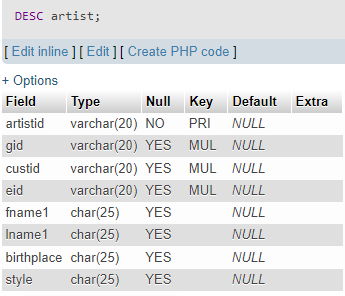 DESC artist;
[ Edit inline ] [ Edit ] [ Create PHP code ]
+ Options
Field Type Null Key Default Extra
artistid varchar(20) NO PRI NULL
gid varchar(20) YES MUL NULL
custid varchar(20) YES MUL NULL
eid varchar(20) YES MUL NULL
fname1 char(25) YES NULL
lname1 char(25) YES NULL
birthplace char(25) YES NULL
style char(25) YES NULL